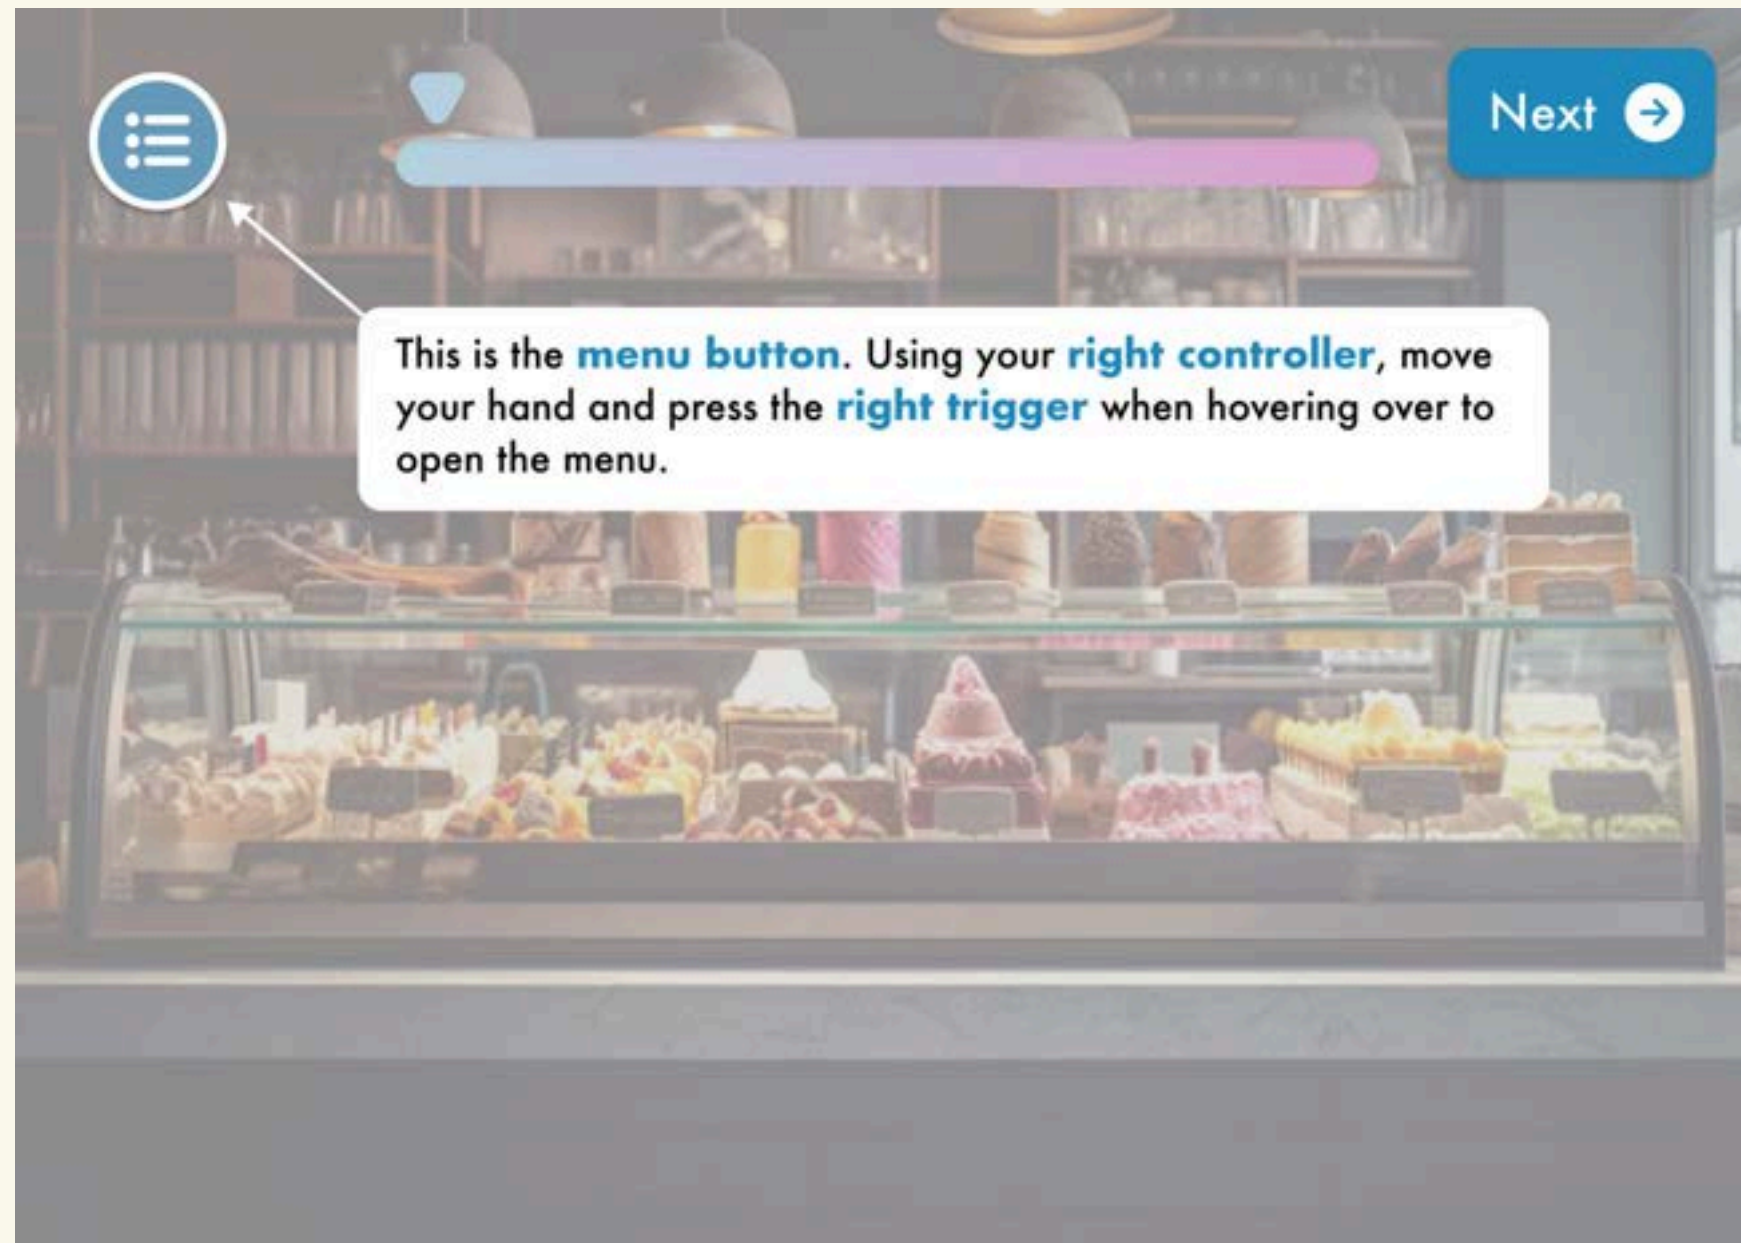 Next
This is the menu button. Using your right controller, move
your hand and press the right trigger when hovering over to
open the menu.